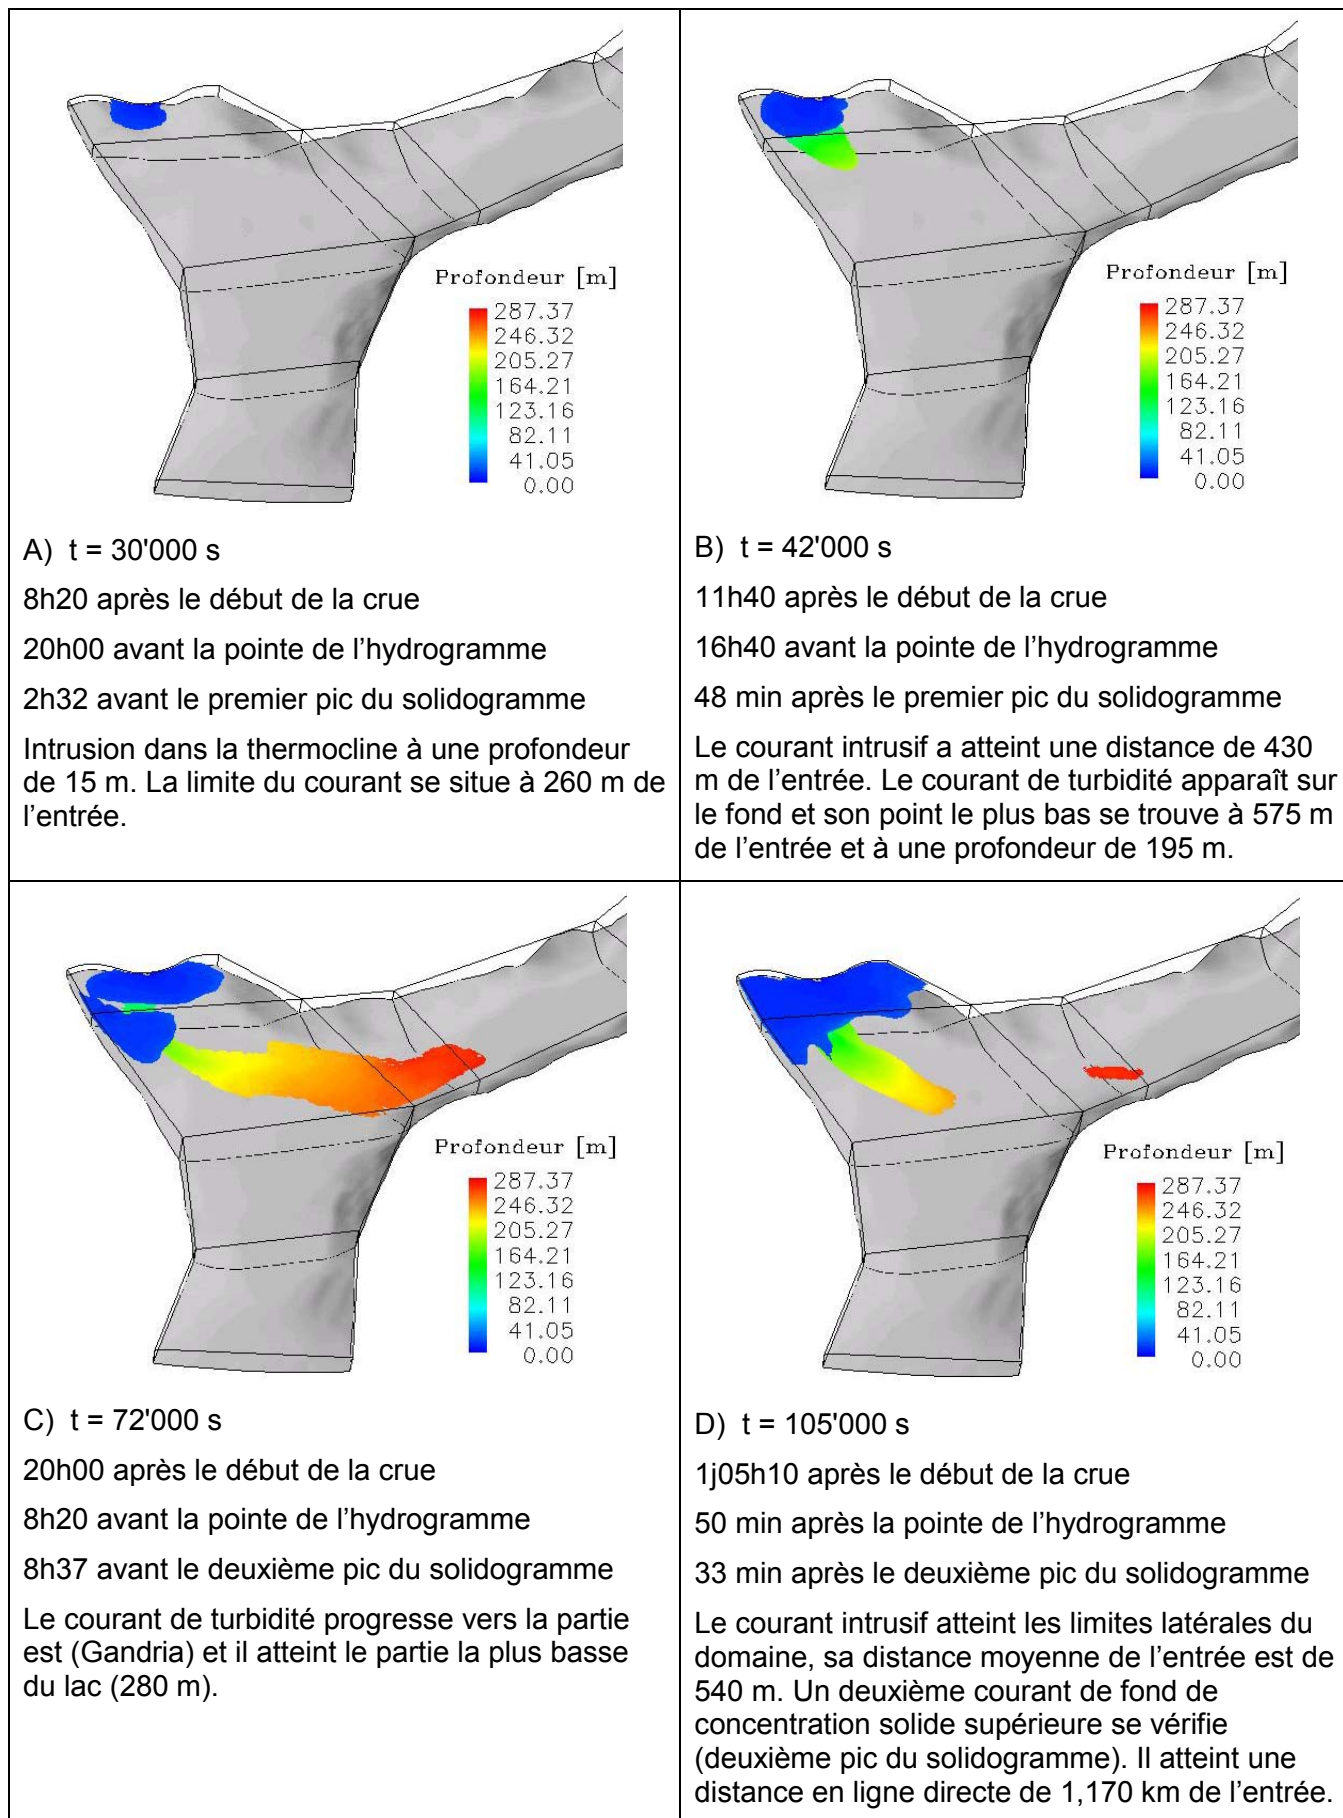 Profondeur [m]
287.37
246.32
205.27
164.21
123.16
82.11
41.05
0.00
A) t = 30'000 s
8h20 après le début de la crue
20h00 avant la pointe de l’hydrogramme
2h32 avant le premier pic du solidogramme
Intrusion dans la thermocline à une profondeur
de 15 m. La limite du courant se situe à 260 m de
l’entrée.
Profondeur [m]
287.37
246.32
205.27
164.21
123.16
82.11
41.05
0.00
B) t = 42'000 s
11h40 après le début de la crue
16h40 avant la pointe de l’hydrogramme
48 min après le premier pic du solidogramme
Le courant intrusif a atteint une distance de 430
m de l’entrée. Le courant de turbidité apparaît sur
le fond et son point le plus bas se trouve à 575 m
de l’entrée et à une profondeur de 195 m.
Profondeur [m]
287.37
246.32
205.27
164.21
123.16
82.11
41.05
0.00
C) t = 72'000 s
20h00 après le début de la crue
8h20 avant la pointe de l’hydrogramme
8h37 avant le deuxième pic du solidogramme
Le courant de turbidité progresse vers la partie
est (Gandria) et il atteint le partie la plus basse
du lac (280 m).
Profondeur [m]
287.37
246.32
205.27
164.21
123.16
82.11
41.05
0.00
D) t = 105'000 s
1j05h10 après le début de la crue
50 min après la pointe de l’hydrogramme
33 min après le deuxième pic du solidogramme
Le courant intrusif atteint les limites latérales du
domaine, sa distance moyenne de l’entrée est de
540 m. Un deuxième courant de fond de
concentration solide supérieure se vérifie
(deuxième pic du solidogramme). Il atteint une
distance en ligne directe de 1,170 km de l’entrée.